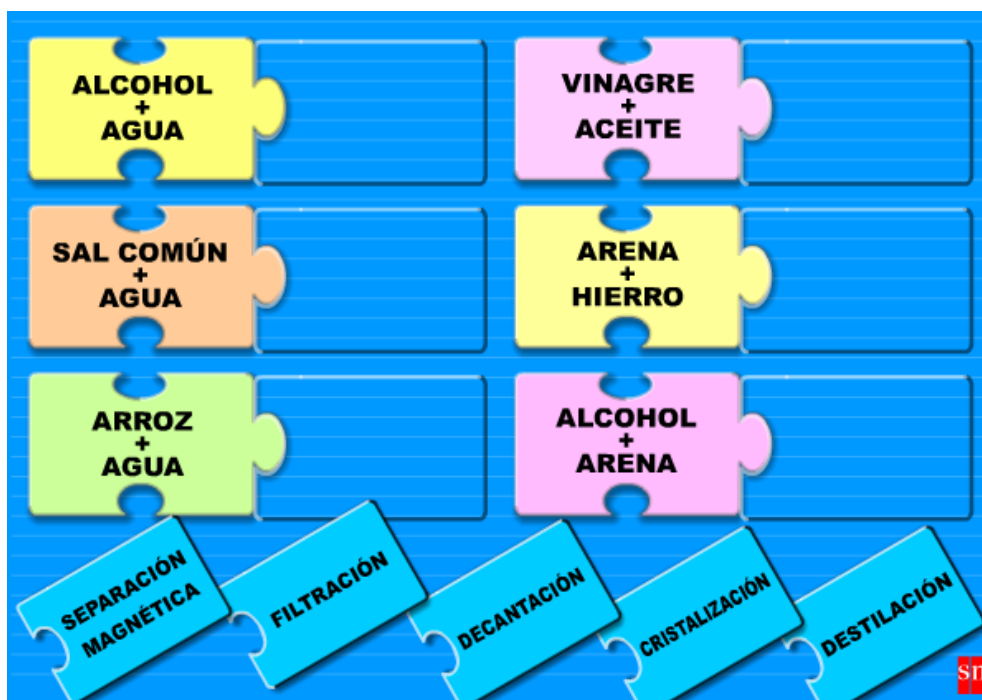 ALCOHOL
+
AGUA
VINAGRE
+
ACEITE
SAL COMÚN
+
AGUA
ARENA
+
HIERRO
ARROZ
+
AGUA
ALCOHOL
+
ARENA
SEPARACIÓN
MAGNÉTICA
FILTRACIÓN
DECANTACIÓN
CRISTALIZACIÓN
DESTILACIÓN
sm